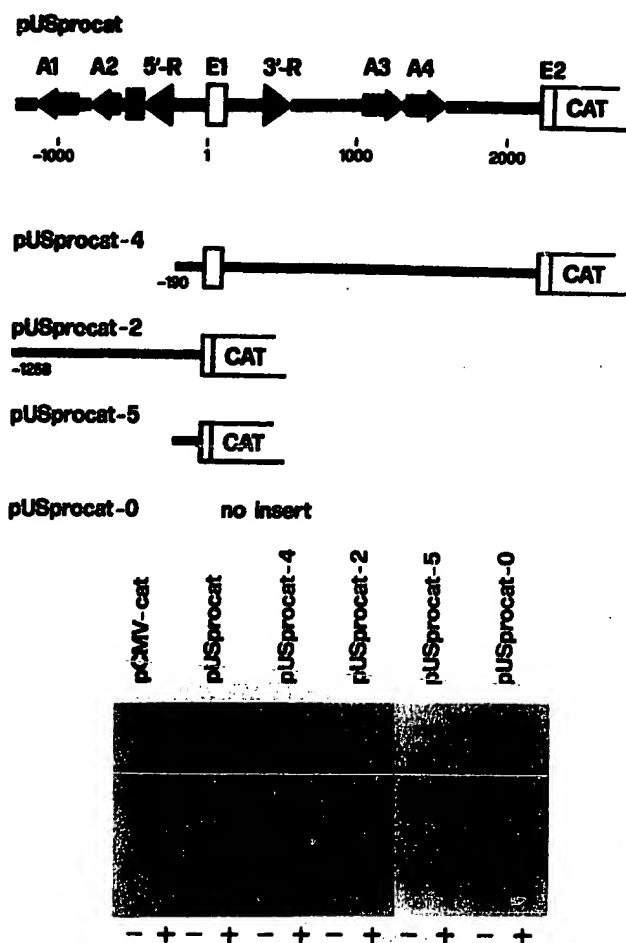 pUSprocat
A1 A2 5'-R E1 3'-R A3 A4 E2
CAT
-1000 1 1000 2000
pUSprocat-4
-190
CAT
pUSprocat-2
-1268
CAT
pUSprocat-5
CAT
pUSprocat-0 no insert
pCMV-cat
pUSprocat
pUSprocat-4
pUSprocat-2
pUSprocat-5
pUSprocat-0
- + - + - + - + - + - +